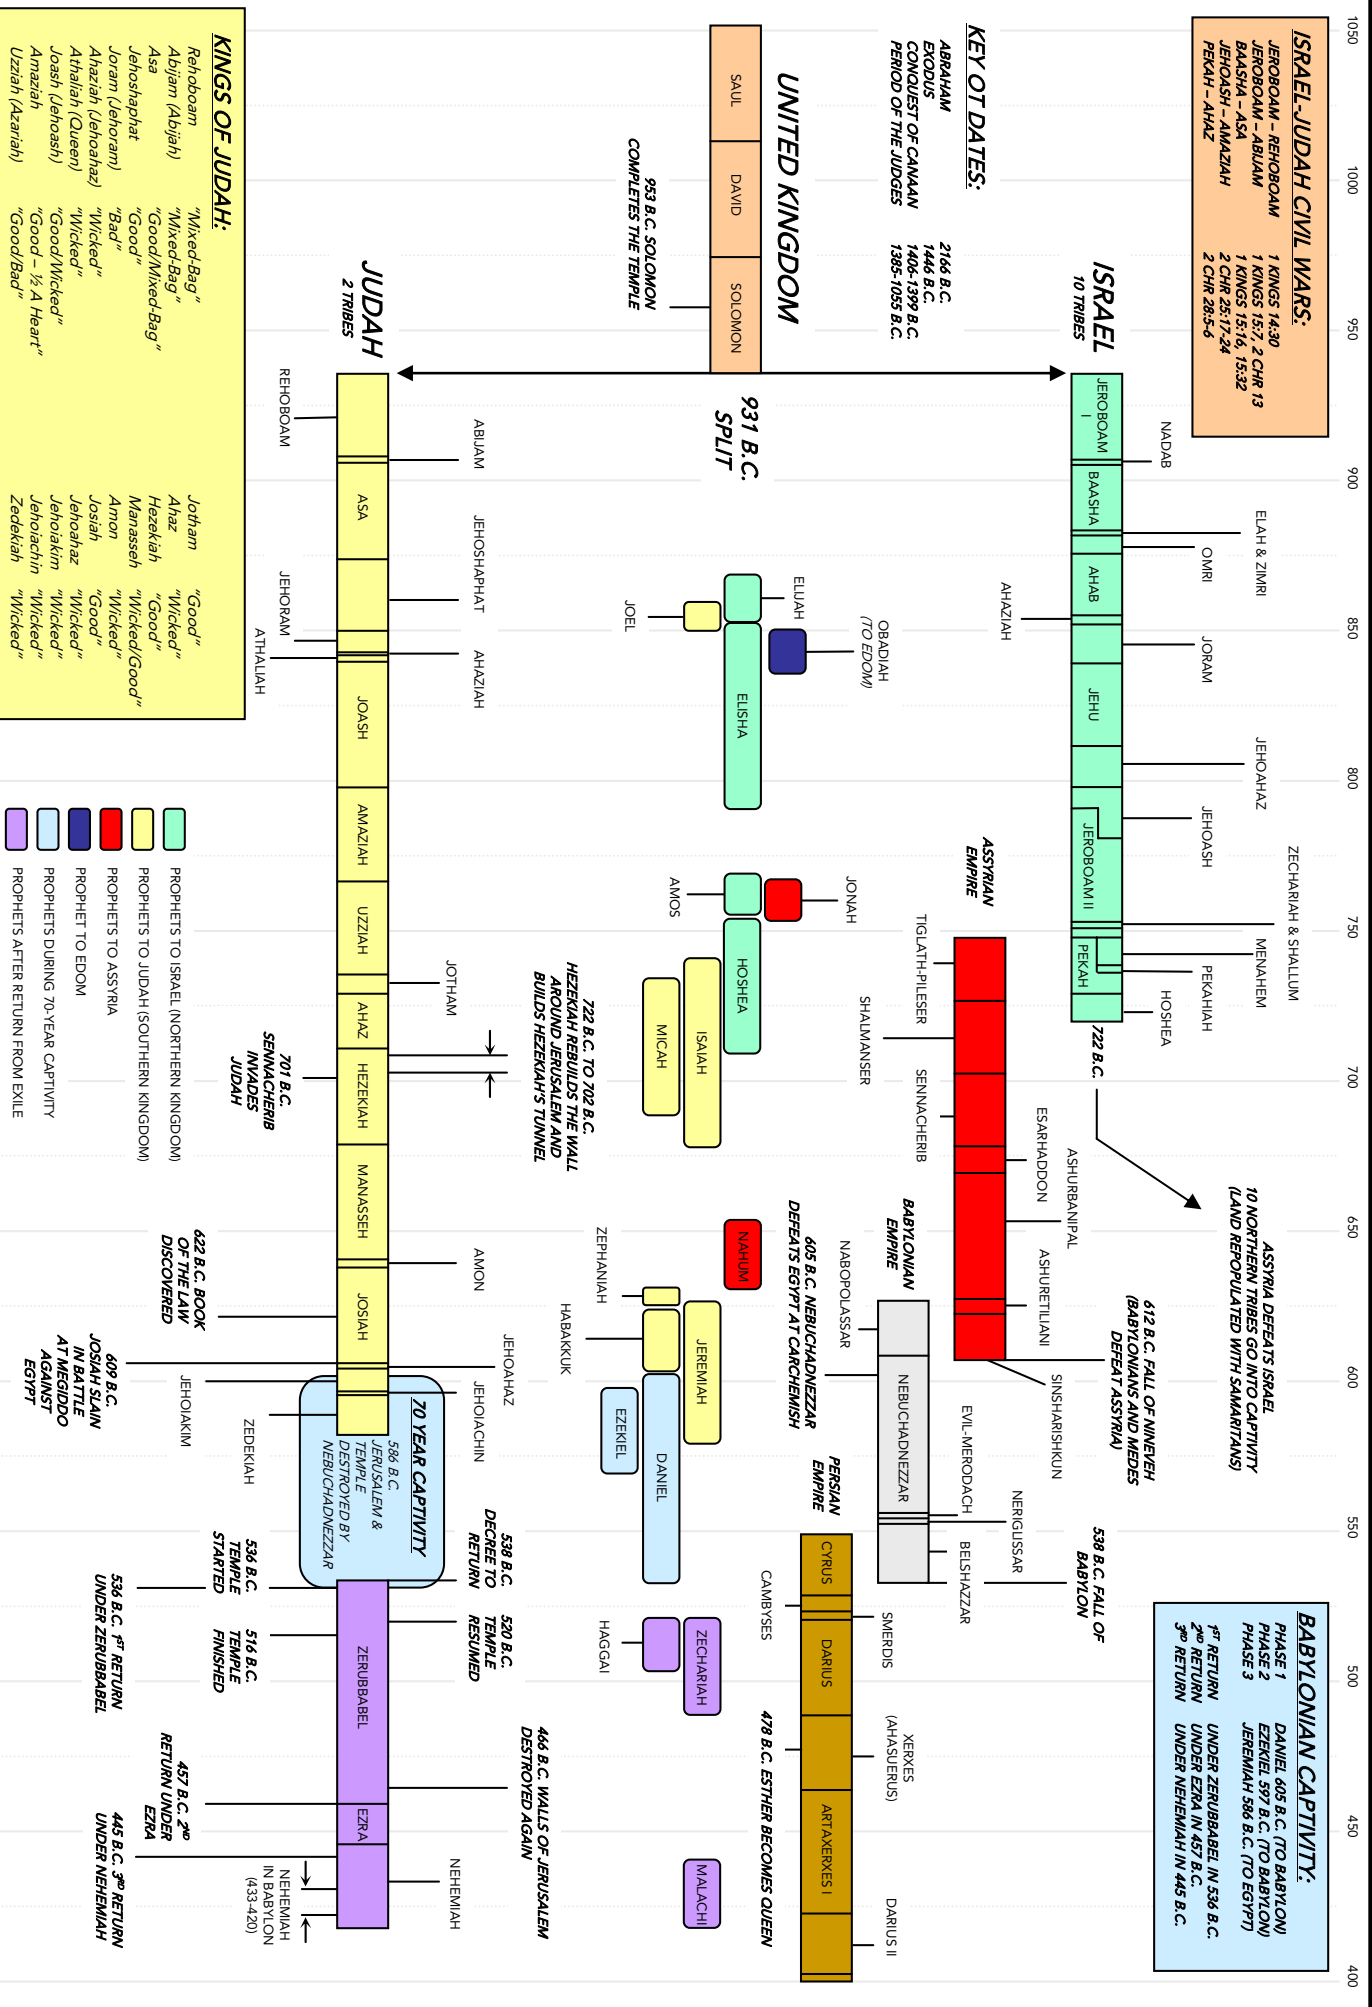 1050
1000
950
900
850
800
750
700
650
600
550
500
450
400
ISRAEL-JUDAH CIVIL WARS:
JEROBOAM – REHOBOAM 1 KINGS 14:30
JEROBOAM – ABIJAM 1 KINGS 15:7, 2 CHR 13
BAASHA – ASA 1 KINGS 15:16, 15:32
JEHOASH – AMAZIAH 2 CHR 25:17-24
PEKAH – AHAZ 2 CHR 28:5-6
BABYLONIAN CAPTIVITY:
PHASE 1 DANIEL 605 B.C. (TO BABYLON)
PHASE 2 EZEKIEL 597 B.C. (TO BABYLON)
PHASE 3 JEREMIAH 586 B.C. (TO EGYPT)
1ST RETURN UNDER ZERUBBABEL IN 536 B.C.
2ND RETURN UNDER EZRA IN 457 B.C.
3RD RETURN UNDER NEHEMIAH IN 445 B.C.
ISRAEL
10 TRIBES
NADAB
ELAH & ZIMRI
OMRI
JORAM
JEHOAHAZ
JEHOASH
ZECHARIAH & SHALLUM
MENAHEM
PEKAHIAH
HOSHEA
JEROBOAM
I
BAASHA
AHAB
JEHU
JEROBOAM II
PEKAH
AHAZIAH
722 B.C.
ASSYRIA DEFEATS ISRAEL
10 NORTHERN TRIBES GO INTO CAPTIVITY
(LAND REPOPULATED WITH SAMARITANS)
612 B.C. FALL OF NINEVEH
(BABYLONIANS AND MEDES
DEFEAT ASSYRIA)
538 B.C. FALL OF
BABYLON
KEY OT DATES:
ABRAHAM 2166 B.C.
EXODUS 1446 B.C.
CONQUEST OF CANAAN 1406-1399 B.C.
PERIOD OF THE JUDGES 1385-1055 B.C.
ASSYRIAN
EMPIRE
ESARHADDON
ASHURBANIPAL
ASHURETILIANI
SINSHARISHKUN
TIGLATH-PILESER
SHALMANSER
SENNACHERIB
BABYLONIAN
EMPIRE
EVIL-MERODACH
NERIGLISSAR
BELSHAZZAR
NEBUCHADNEZZAR
NABOPOLASSAR
605 B.C. NEBUCHADNEZZAR
DEFEATS EGYPT AT CARCHEMISH
PERSIAN
EMPIRE
SMERDIS
XERXES
(AHASUERUS)
DARIUS II
CYRUS
DARIUS
ARTAXERXES I
CAMBYSES
478 B.C. ESTHER BECOMES QUEEN
UNITED KINGDOM
SAUL
DAVID
SOLOMON
953 B.C. SOLOMON
COMPLETES THE TEMPLE
931 B.C.
SPLIT
OBADIAH
(TO EDOM)
ELIJAH
ELISHA
JOEL
JONAH
AMOS
HOSHEA
ISAIAH
MICAH
NAHUM
ZEPHANIAH
HABAKKUK
JEREMIAH
DANIEL
EZEKIEL
ZECHARIAH
HAGGAI
MALACHI
722 B.C. TO 702 B.C.
HEZEKIAH REBUILDS THE WALL
AROUND JERUSALEM AND
BUILDS HEZEKIAH'S TUNNEL
538 B.C.
DECREE TO
RETURN
520 B.C.
TEMPLE
RESUMED
466 B.C. WALLS OF JERUSALEM
DESTROYED AGAIN
JUDAH
2 TRIBES
ABIJAM
JEHOSHAPHAT
AHAZIAH
JOTHAM
AMON
JEHOAHAZ
JEHOIACHIN
NEHEMIAH
ASA
JOASH
AMAZIAH
UZZIAH
AHAZ
HEZEKIAH
MANASSEH
JOSIAH
ZERUBBABEL
EZRA
70 YEAR CAPTIVITY
586 B.C.
JERUSALEM &
TEMPLE
DESTROYED BY
NEBUCHADNEZZAR
REHOBOAM
JEHORAM
ATHALIAH
701 B.C.
SENNACHERIB
INVADES
JUDAH
622 B.C. BOOK
OF THE LAW
DISCOVERED
609 B.C.
JOSIAH SLAIN
IN BATTLE
AT MEGIDDO
AGAINST
EGYPT
JEHOIAKIM
ZEDEKIAH
536 B.C.
TEMPLE
STARTED
516 B.C.
TEMPLE
FINISHED
536 B.C. 1ST RETURN
UNDER ZERUBBABEL
457 B.C. 2ND
RETURN UNDER
EZRA
445 B.C. 3RD RETURN
UNDER NEHEMIAH
NEHEMIAH
IN BABYLON
(433-420)
KINGS OF JUDAH:
Rehoboam "Mixed-Bag" Jotham "Good"
Abijam (Abijah) "Mixed-Bag" Ahaz "Wicked"
Asa "Good/Mixed-Bag" Hezekiah "Good"
Jehoshaphat "Good" Manasseh "Wicked/Good"
Joram (Jehoram) "Bad" Amon "Wicked"
Ahaziah (Jehoahaz) "Wicked" Josiah "Good"
Athaliah (Queen) "Wicked" Jehoahaz "Wicked"
Joash (Jehoash) "Good/Wicked" Jehoiakim "Wicked"
Amaziah "Good – ½ A Heart" Jehoiachin "Wicked"
Uzziah (Azariah) "Good/Bad" Zedekiah "Wicked"
PROPHETS TO ISRAEL (NORTHERN KINGDOM)
PROPHETS TO JUDAH (SOUTHERN KINGDOM)
PROPHETS TO ASSYRIA
PROPHET TO EDOM
PROPHETS DURING 70-YEAR CAPTIVITY
PROPHETS AFTER RETURN FROM EXILE